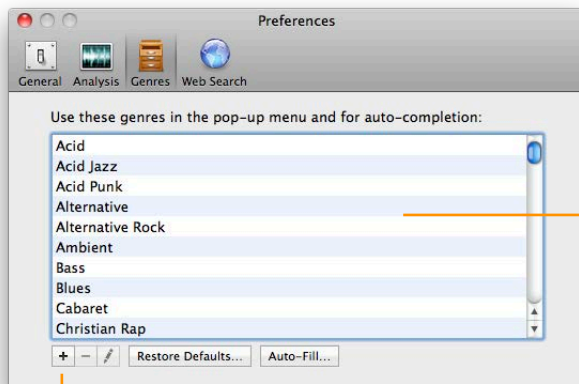 Preferences
General Analysis Genres Web Search
Use these genres in the pop-up menu and for auto-completion:
Acid
Acid Jazz
Acid Punk
Alternative
Alternative Rock
Ambient
Bass
Blues
Cabaret
Christian Rap
+ − Restore Defaults... Auto-Fill...